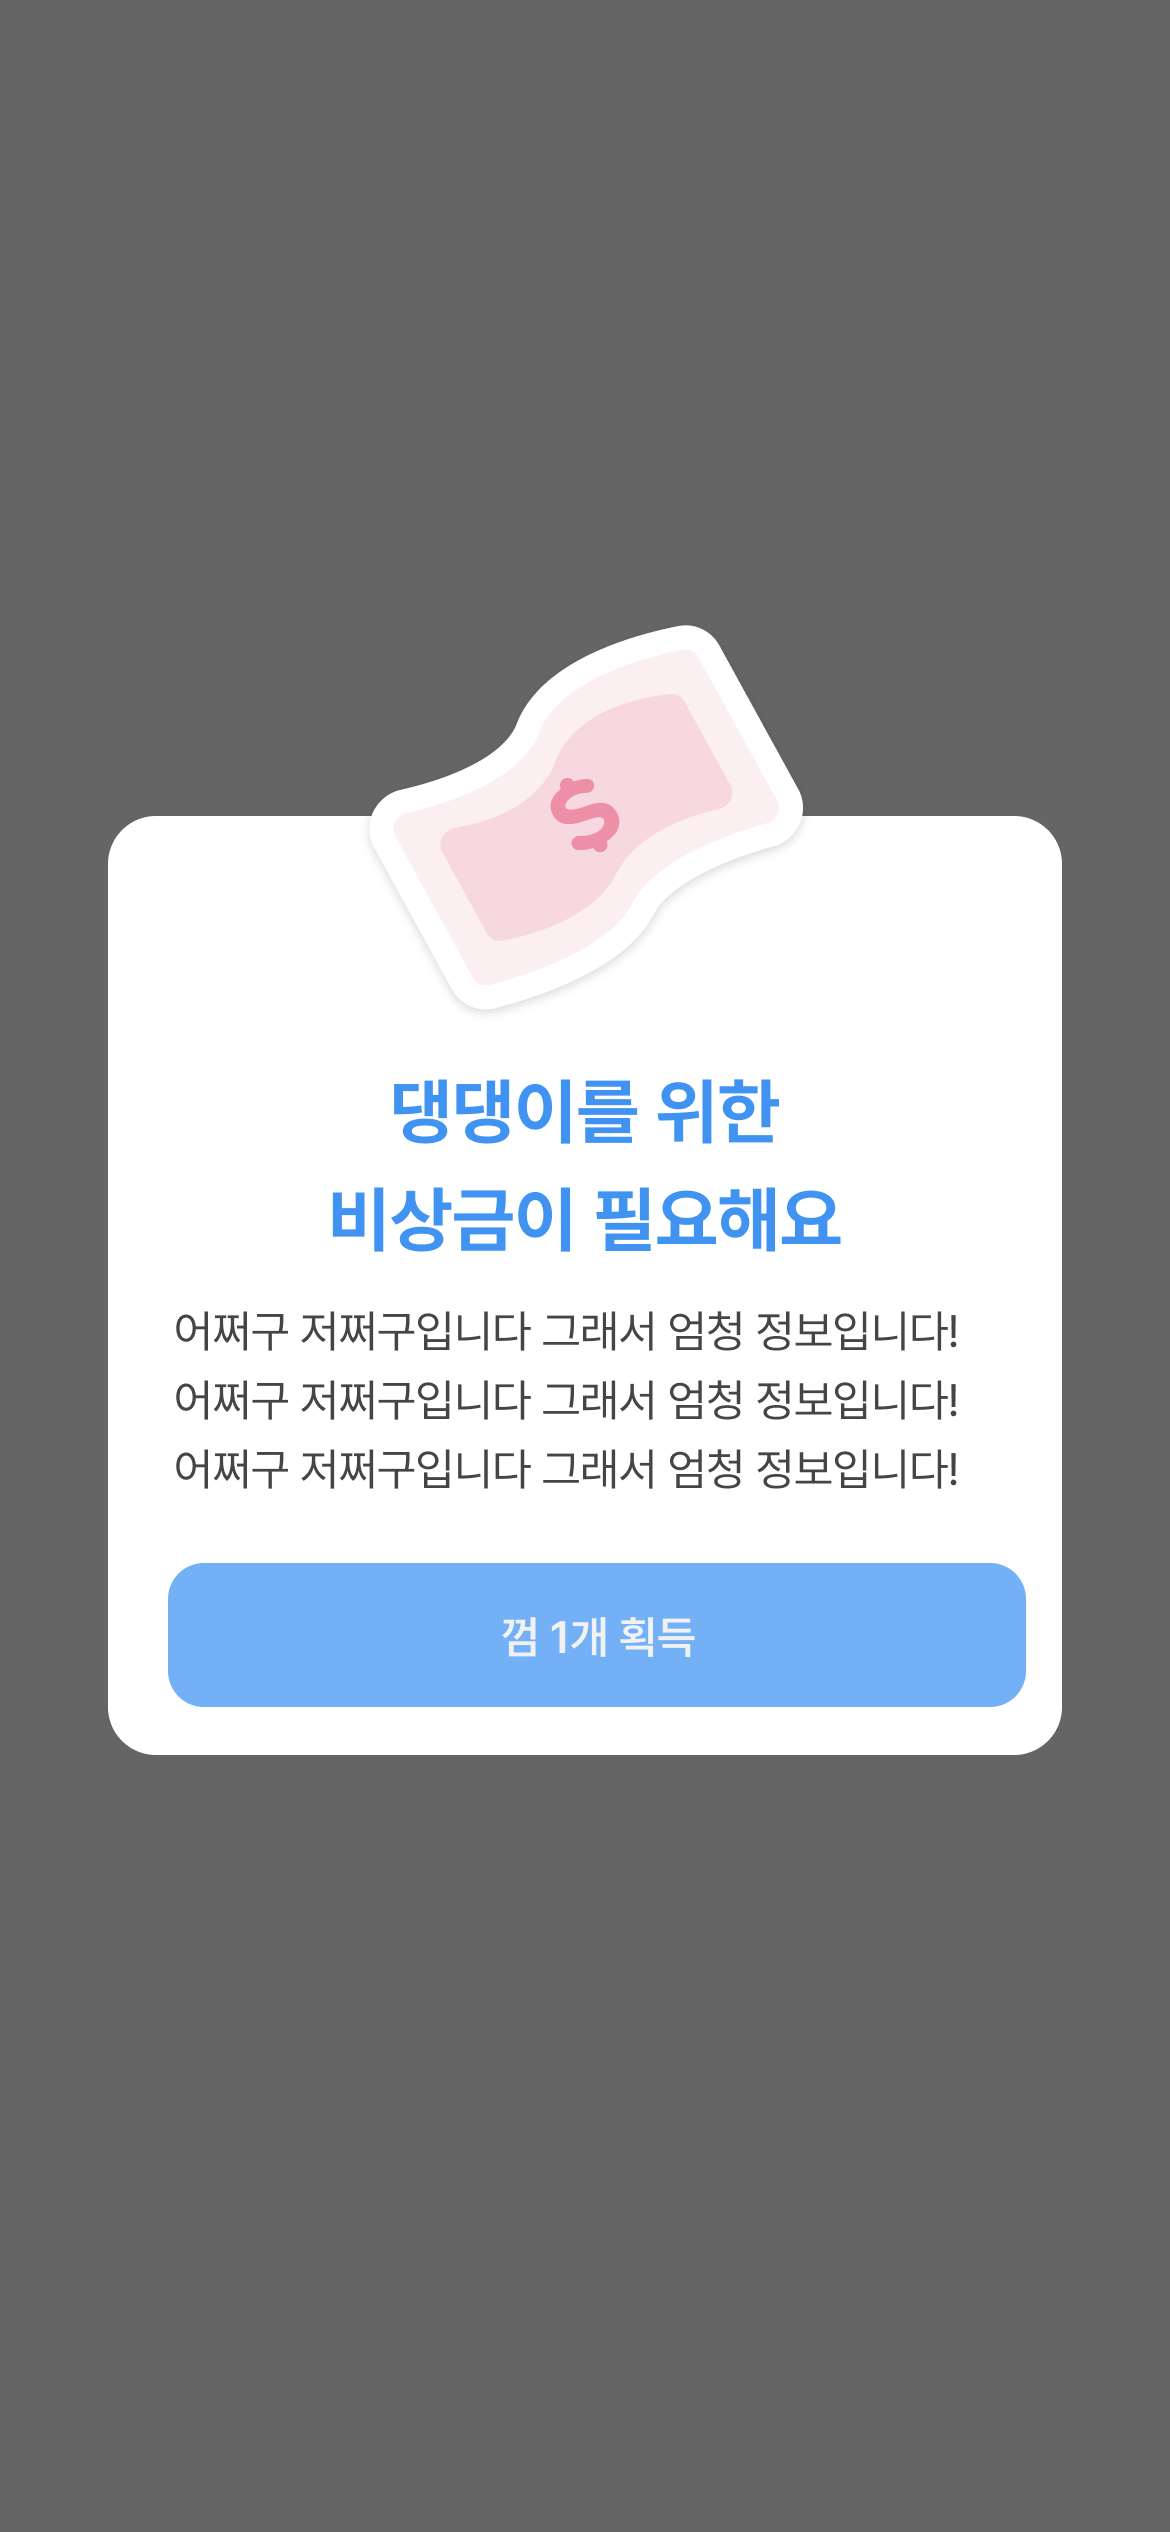 $
댕댕이를 위한
비상금이 필요해요
어쩌구 저쩌구입니다 그래서 엄청 정보입니다!
어쩌구 저쩌구입니다 그래서 엄청 정보입니다!
어쩌구 저쩌구입니다 그래서 엄청 정보입니다!
껌 1개 획득